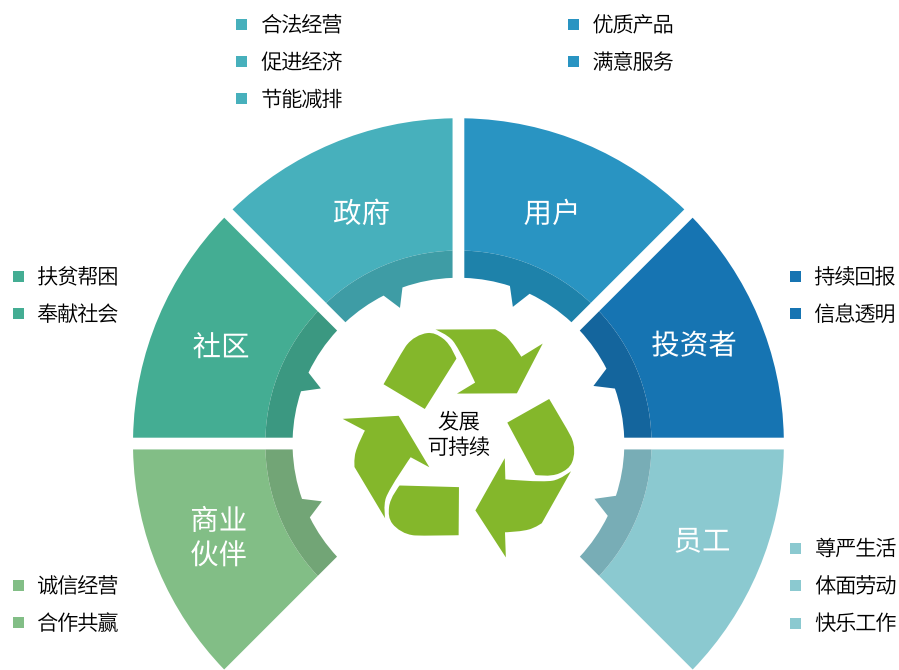 合法经营
促进经济
节能减排
优质产品
满意服务
政府
用户
扶贫帮困
奉献社会
社区
投资者
持续回报
信息透明
发展
可持续
商业
伙伴
员工
诚信经营
合作共赢
尊严生活
体面劳动
快乐工作